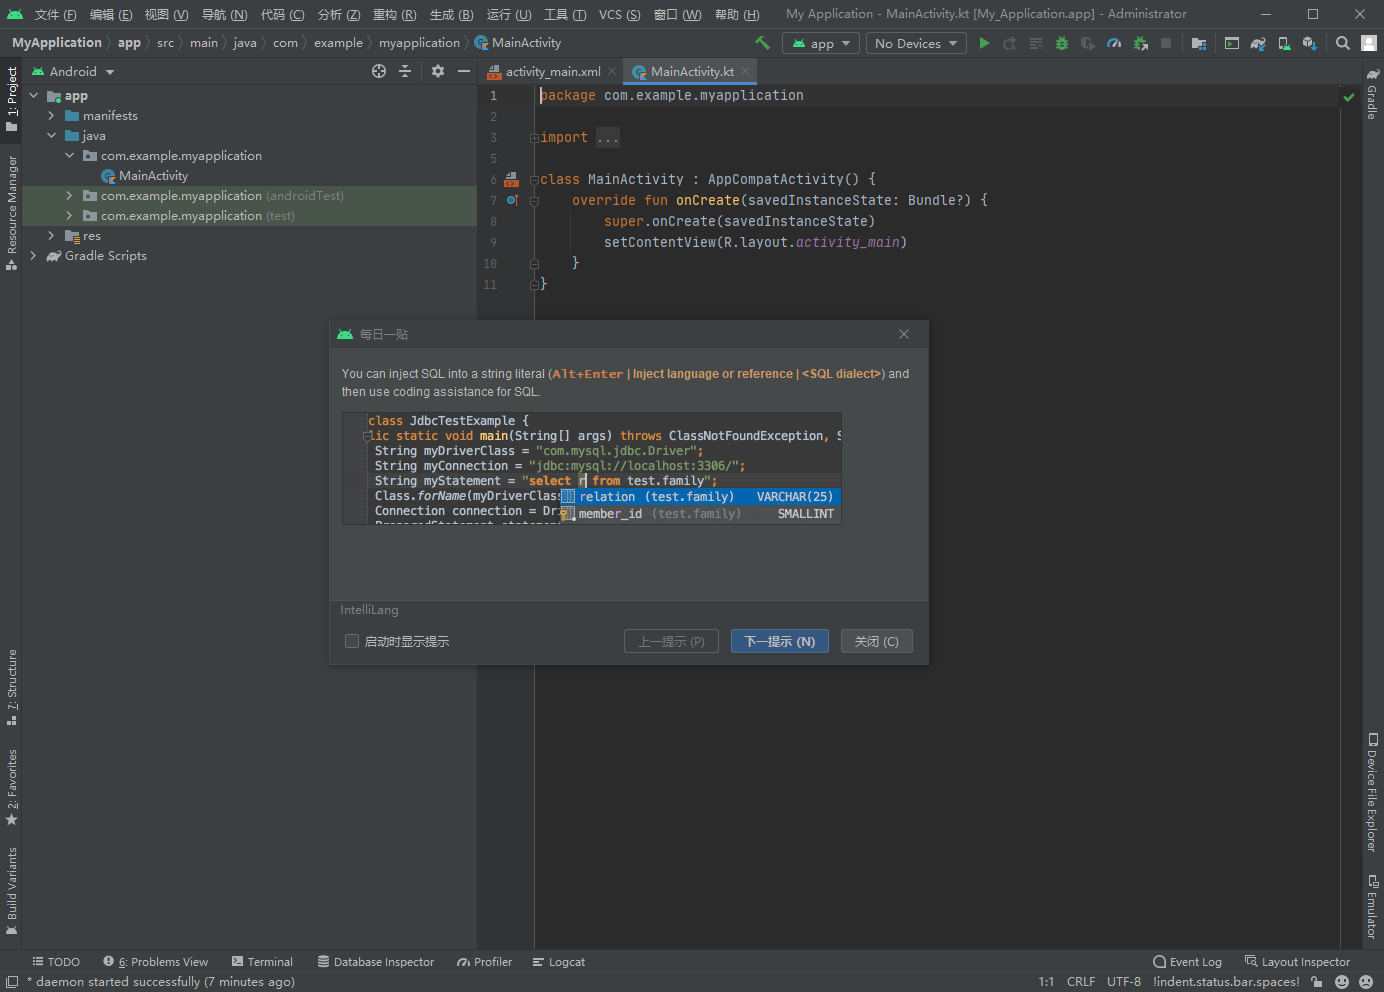 文件 (F) 编辑 (E) 视图 (V) 导航 (N) 代码 (C) 分析 (Z) 重构 (R) 生成 (B) 运行 (U) 工具 (T) VCS (S) 窗口 (W) 帮助 (H) My Application - MainActivity.kt [My_Application.app] - Administrator
MyApplication app src main java com example myapplication MainActivity app No Devices
Android
activity_main.xml MainActivity.kt
1: Project
Resource Manager
7: Structure
2: Favorites
Build Variants
app
manifests
java
com.example.myapplication
MainActivity
com.example.myapplication (androidTest)
com.example.myapplication (test)
res
Gradle Scripts
1 package com.example.myapplication
2
3 import ...
5
6 class MainActivity : AppCompatActivity() {
7 override fun onCreate(savedInstanceState: Bundle?) {
8 super.onCreate(savedInstanceState)
9 setContentView(R.layout.activity_main)
10 }
11 }
每日一贴
You can inject SQL into a string literal (Alt+Enter | Inject language or reference | <SQL dialect>) and
then use coding assistance for SQL.
class JdbcTestExample {
lic static void main(String[] args) throws ClassNotFoundException, S
String myDriverClass = "com.mysql.jdbc.Driver";
String myConnection = "jdbc:mysql://localhost:3306/";
String myStatement = "select r from test.family";
Class.forName(myDriverClass
relation (test.family) VARCHAR(25)
Connection connection = Dri
member_id (test.family) SMALLINT
IntelliLang
启动时显示提示
上一提示 (P) 下一提示 (N) 关闭 (C)
Gradle
Device File Explorer
Emulator
TODO 6: Problems View Terminal Database Inspector Profiler Logcat Event Log Layout Inspector
* daemon started successfully (7 minutes ago) 1:1 CRLF UTF-8 !indent.status.bar.spaces!